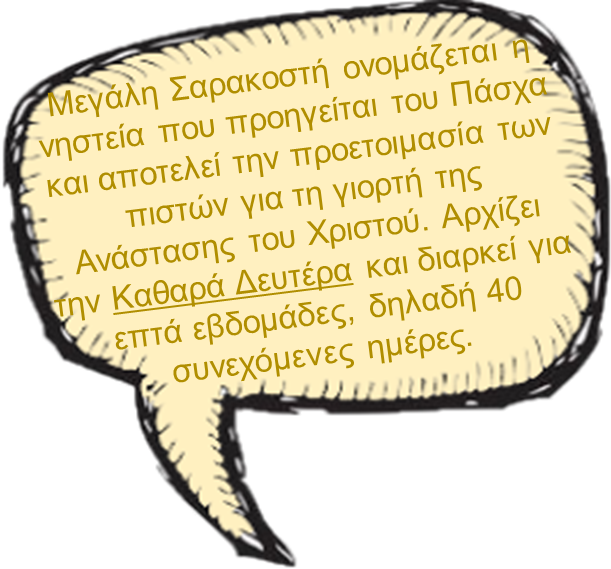 Μεγάλη Σαρακοστή ονομάζεται η
νηστεία που προηγείται του Πάσχα
και αποτελεί την προετοιμασία των
πιστών για τη γιορτή της
Ανάστασης του Χριστού. Αρχίζει
την Καθαρά Δευτέρα και διαρκεί για
επτά εβδομάδες, δηλαδή 40
συνεχόμενες ημέρες.